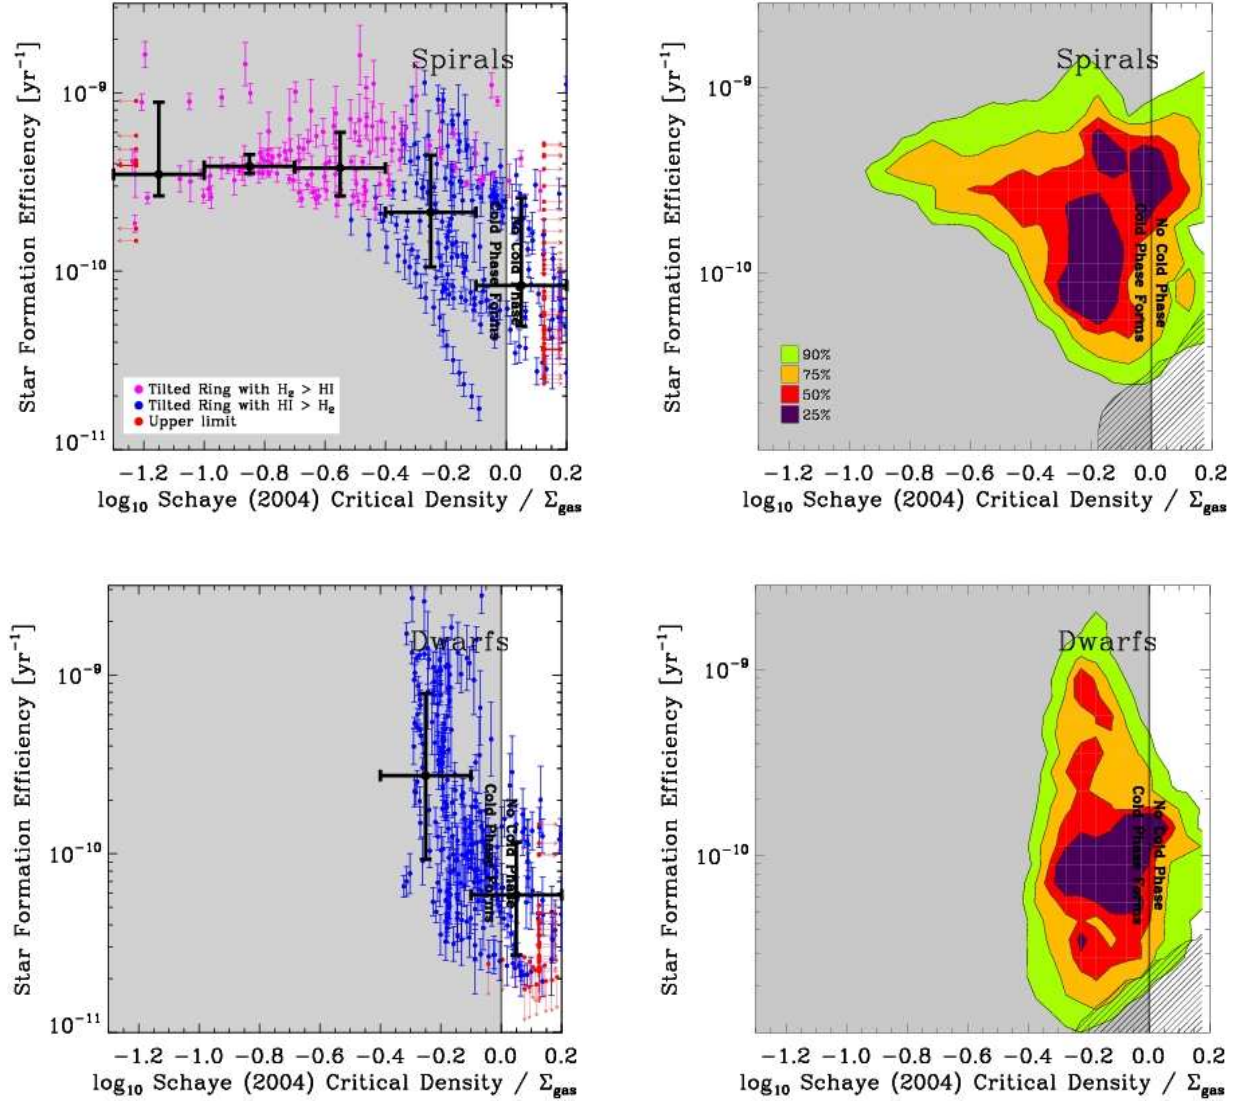 Spirals
Star Formation Efficiency [yr⁻¹]
10⁻⁹
10⁻¹⁰
10⁻¹¹
No Cold Phase
Cold Phase Forms
Tilted Ring with H₂ > HI
Tilted Ring with HI > H₂
Upper limit
−1.2 −1.0 −0.8 −0.6 −0.4 −0.2 0.0 0.2
log₁₀ Schaye (2004) Critical Density / Σgas
Spirals
Star Formation Efficiency [yr⁻¹]
10⁻⁹
10⁻¹⁰
10⁻¹¹
No Cold Phase
Cold Phase Forms
90%
75%
50%
25%
−1.2 −1.0 −0.8 −0.6 −0.4 −0.2 0.0 0.2
log₁₀ Schaye (2004) Critical Density / Σgas
Dwarfs
Star Formation Efficiency [yr⁻¹]
10⁻⁹
10⁻¹⁰
10⁻¹¹
No Cold Phase
Cold Phase Forms
−1.2 −1.0 −0.8 −0.6 −0.4 −0.2 0.0 0.2
log₁₀ Schaye (2004) Critical Density / Σgas
Dwarfs
Star Formation Efficiency [yr⁻¹]
10⁻⁹
10⁻¹⁰
10⁻¹¹
No Cold Phase
Cold Phase Forms
−1.2 −1.0 −0.8 −0.6 −0.4 −0.2 0.0 0.2
log₁₀ Schaye (2004) Critical Density / Σgas